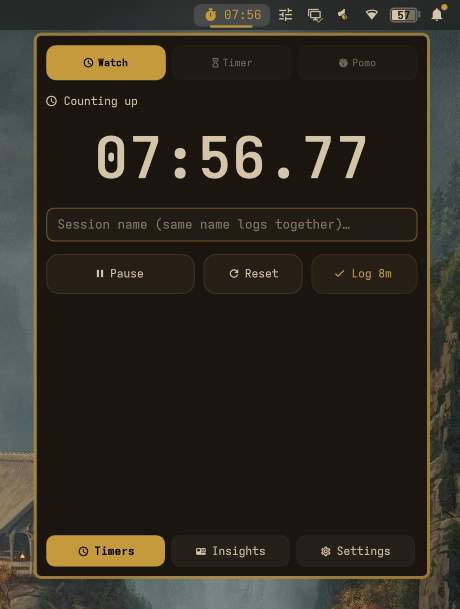 07:56
57
Watch
Timer
Pomo
Counting up
07:56.77
Session name (same name logs together)…
Pause
Reset
Log 8m
Timers
Insights
Settings